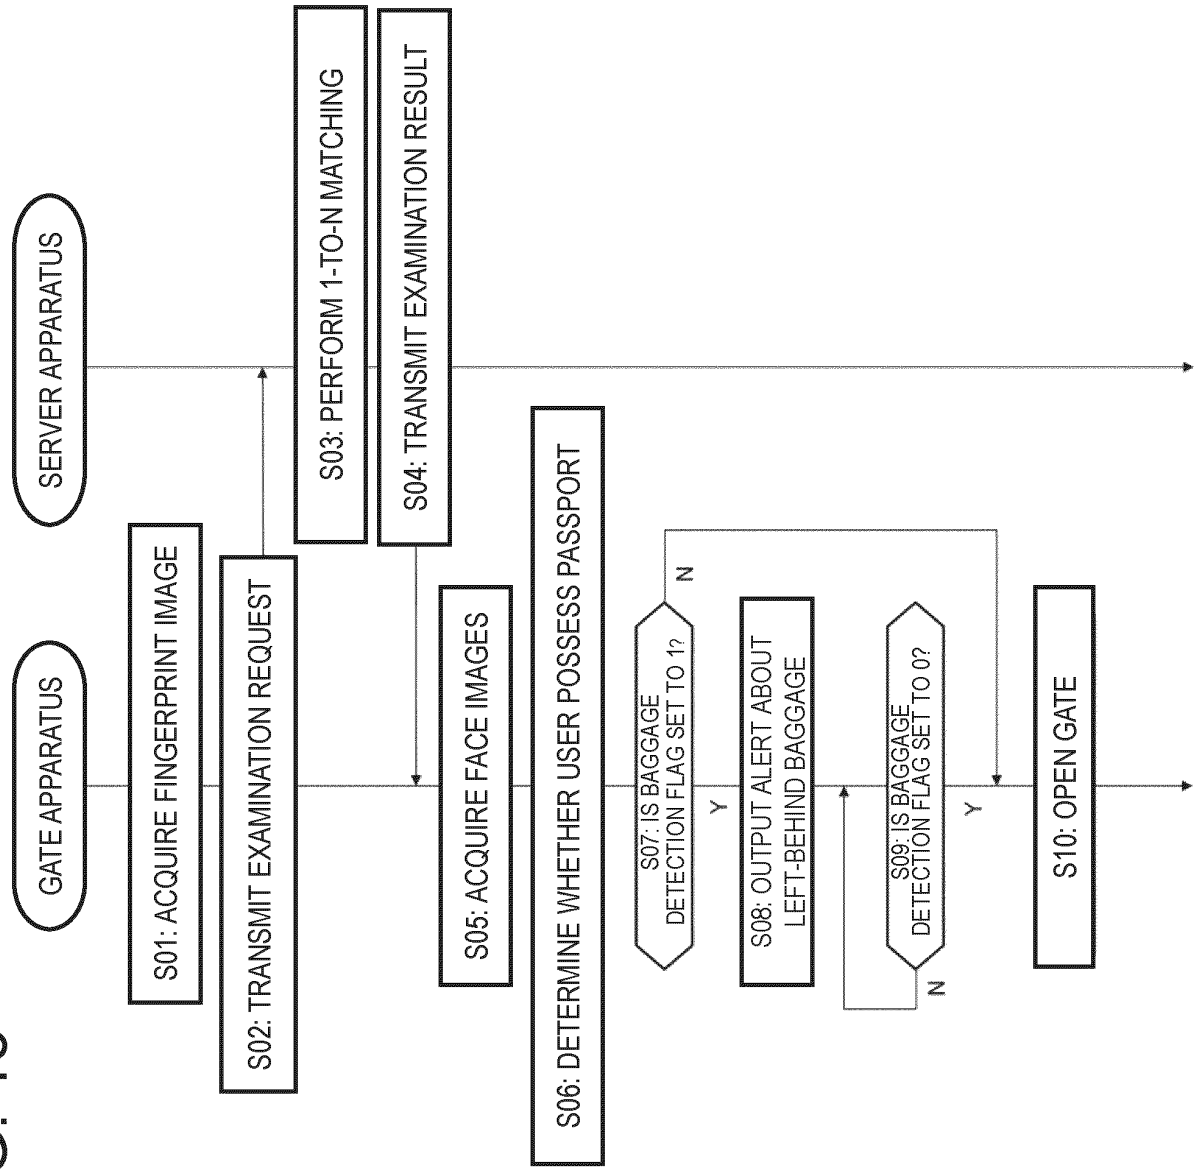 GATE APPARATUS
SERVER APPARATUS
S01: ACQUIRE FINGERPRINT IMAGE
S02: TRANSMIT EXAMINATION REQUEST
S03: PERFORM 1-TO-N MATCHING
S04: TRANSMIT EXAMINATION RESULT
S05: ACQUIRE FACE IMAGES
S06: DETERMINE WHETHER USER POSSESS PASSPORT
S07: IS BAGGAGE
DETECTION FLAG SET TO 1?
N
Y
S08: OUTPUT ALERT ABOUT
LEFT-BEHIND BAGGAGE
S09: IS BAGGAGE
DETECTION FLAG SET TO 0?
N
Y
S10: OPEN GATE